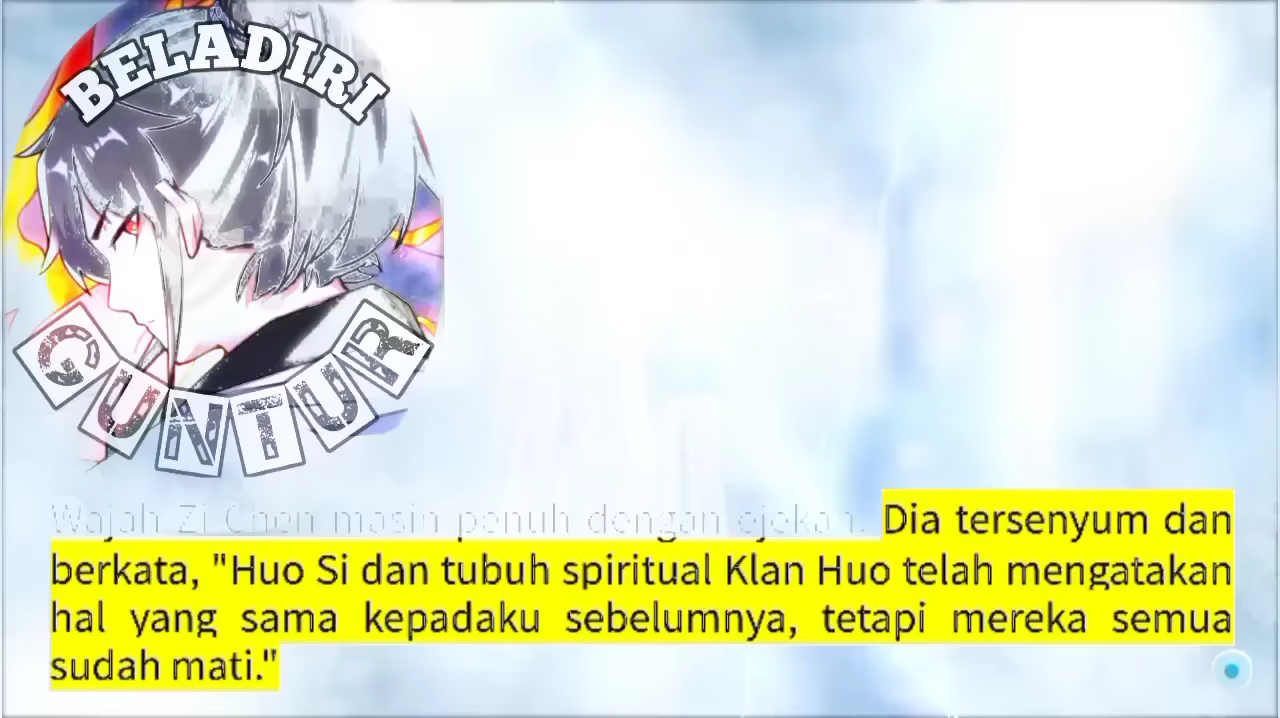 BELADIRI
GUNTUR
Wajah Zi Chen masih penuh dengan ejekan. Dia tersenyum dan
berkata, "Huo Si dan tubuh spiritual Klan Huo telah mengatakan
hal yang sama kepadaku sebelumnya, tetapi mereka semua
sudah mati."